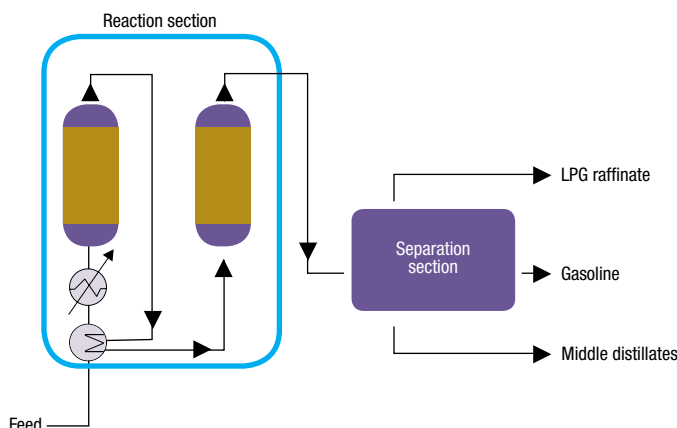 Reaction section
LPG raffinate
Separation
section
Gasoline
Middle distillates
Feed